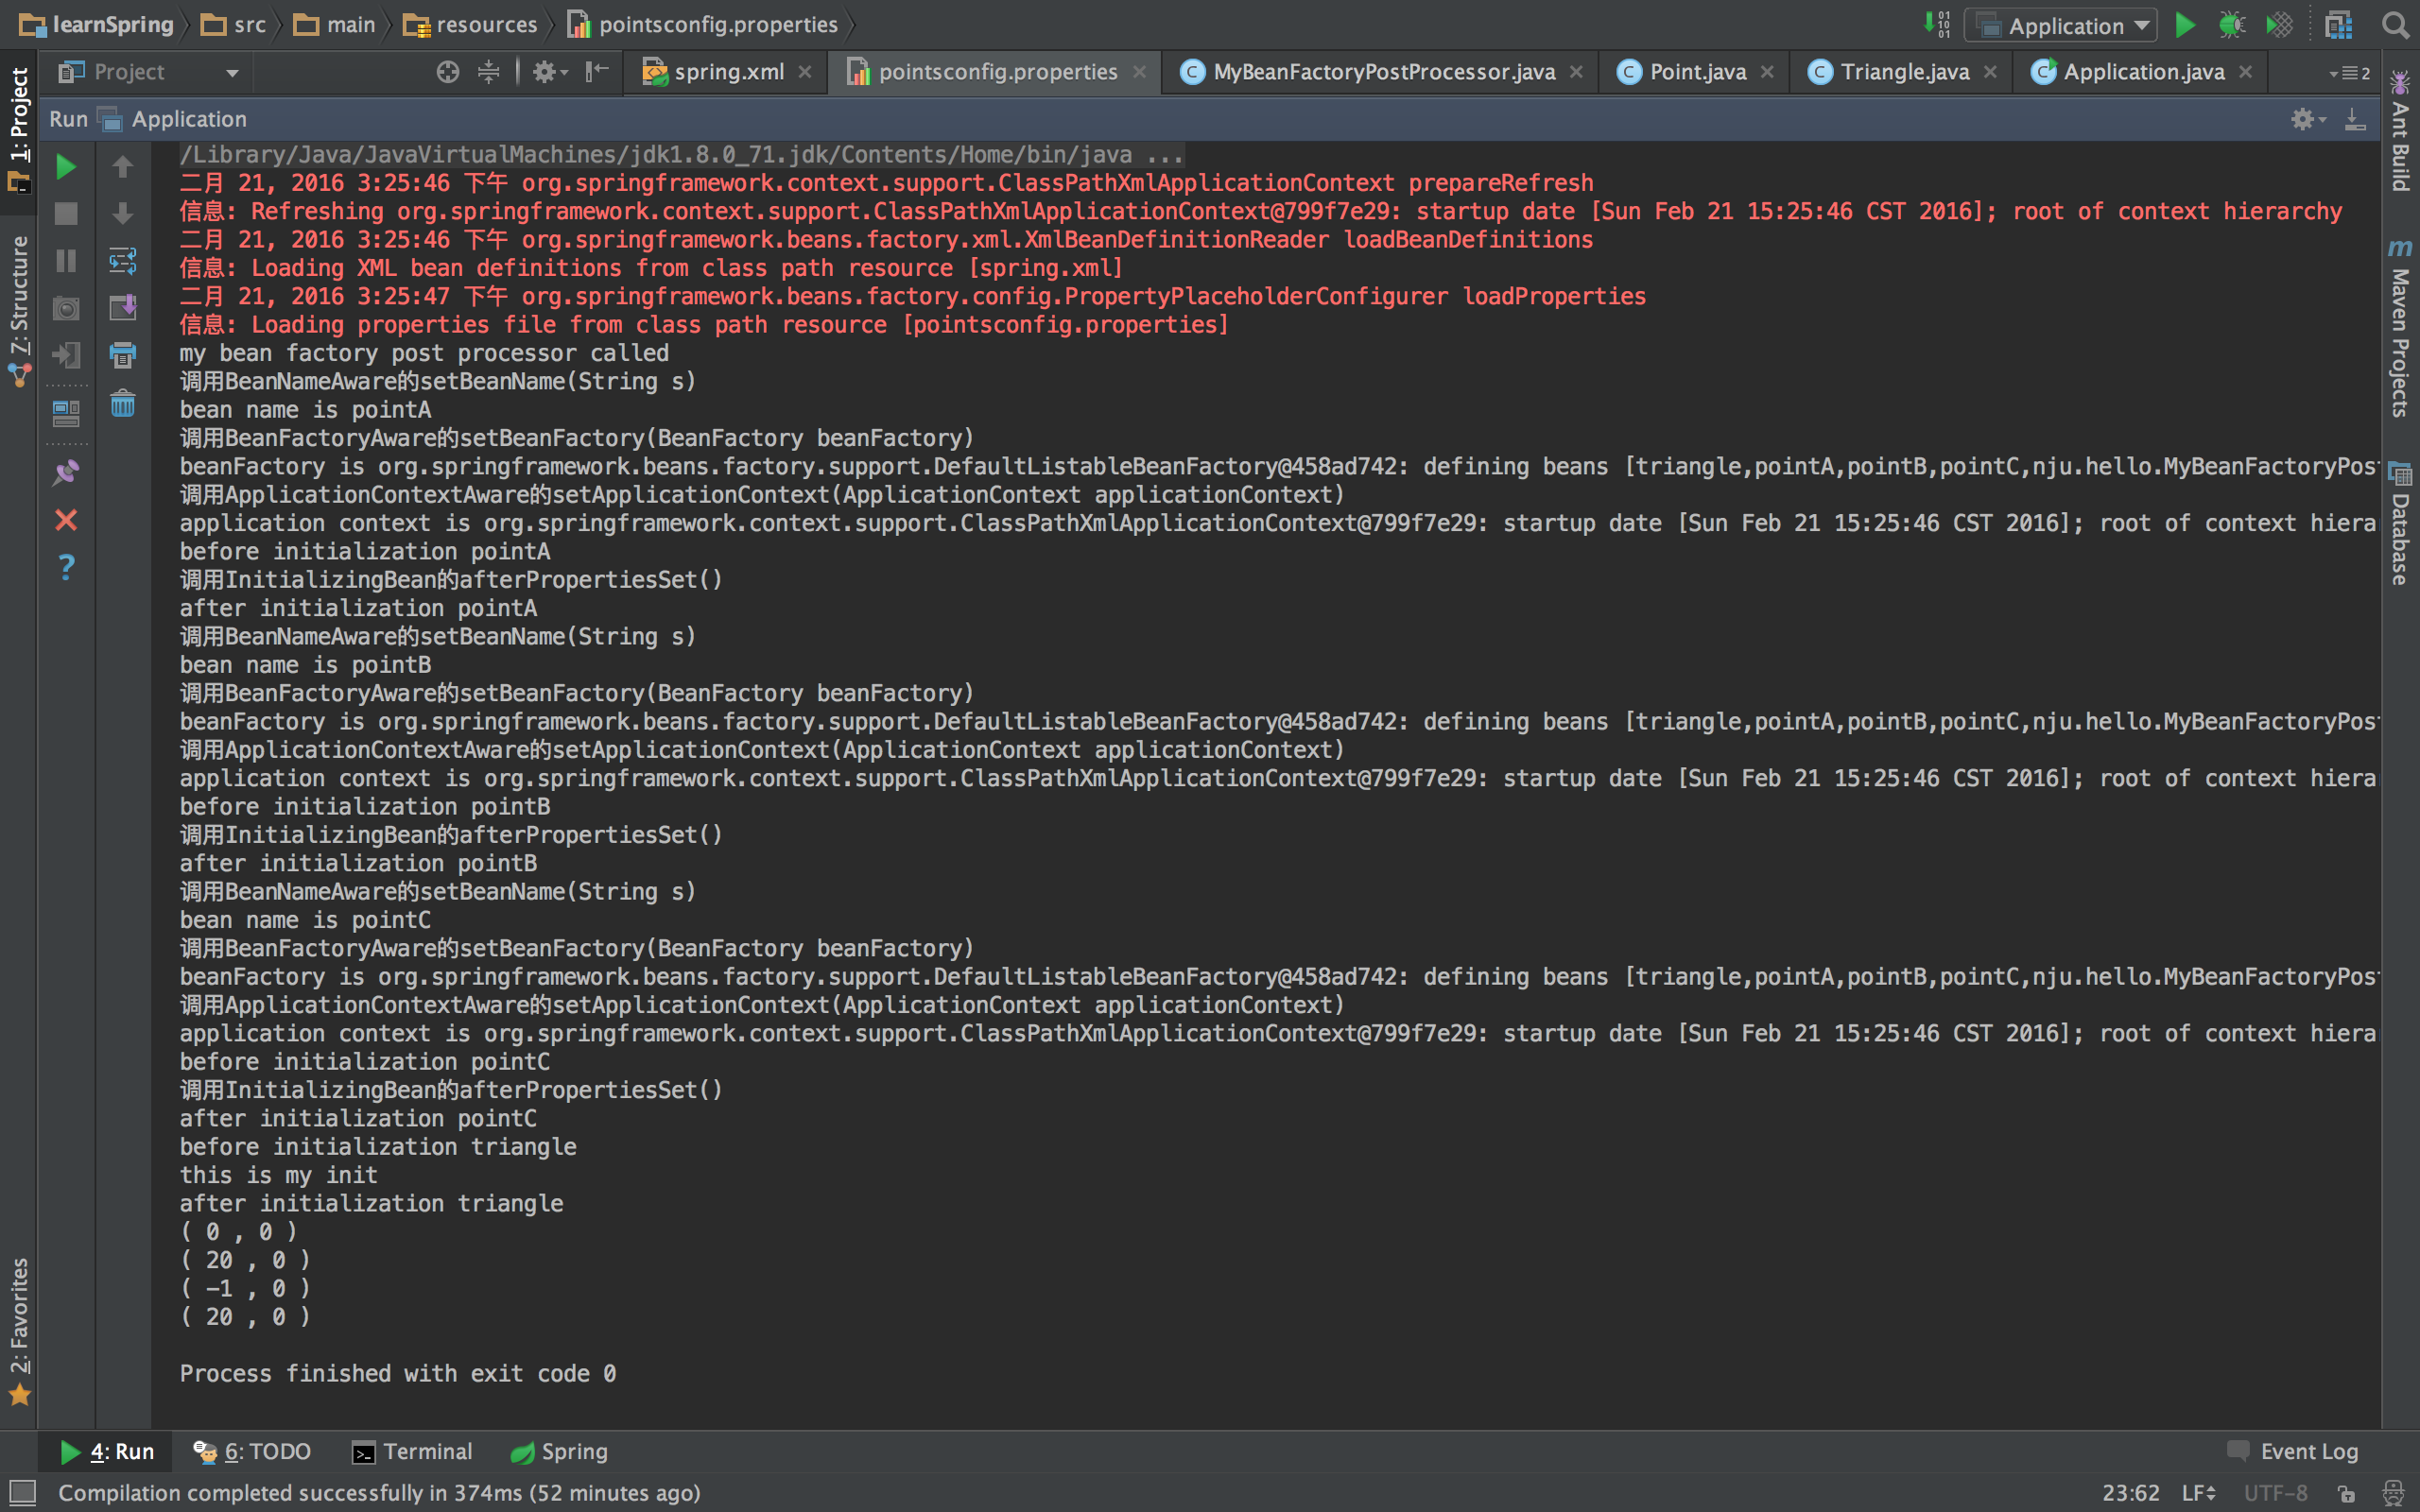 learnSpring src main resources pointsconfig.properties Application
Project spring.xml pointsconfig.properties MyBeanFactoryPostProcessor.java Point.java Triangle.java Application.java 2
Run Application
/Library/Java/JavaVirtualMachines/jdk1.8.0_71.jdk/Contents/Home/bin/java ...
二月 21, 2016 3:25:46 下午 org.springframework.context.support.ClassPathXmlApplicationContext prepareRefresh
信息: Refreshing org.springframework.context.support.ClassPathXmlApplicationContext@799f7e29: startup date [Sun Feb 21 15:25:46 CST 2016]; root of context hierarchy
二月 21, 2016 3:25:46 下午 org.springframework.beans.factory.xml.XmlBeanDefinitionReader loadBeanDefinitions
信息: Loading XML bean definitions from class path resource [spring.xml]
二月 21, 2016 3:25:47 下午 org.springframework.beans.factory.config.PropertyPlaceholderConfigurer loadProperties
信息: Loading properties file from class path resource [pointsconfig.properties]
my bean factory post processor called
调用BeanNameAware的setBeanName(String s)
bean name is pointA
调用BeanFactoryAware的setBeanFactory(BeanFactory beanFactory)
beanFactory is org.springframework.beans.factory.support.DefaultListableBeanFactory@458ad742: defining beans [triangle,pointA,pointB,pointC,nju.hello.MyBeanFactoryPos
调用ApplicationContextAware的setApplicationContext(ApplicationContext applicationContext)
application context is org.springframework.context.support.ClassPathXmlApplicationContext@799f7e29: startup date [Sun Feb 21 15:25:46 CST 2016]; root of context hiera
before initialization pointA
调用InitializingBean的afterPropertiesSet()
after initialization pointA
调用BeanNameAware的setBeanName(String s)
bean name is pointB
调用BeanFactoryAware的setBeanFactory(BeanFactory beanFactory)
beanFactory is org.springframework.beans.factory.support.DefaultListableBeanFactory@458ad742: defining beans [triangle,pointA,pointB,pointC,nju.hello.MyBeanFactoryPos
调用ApplicationContextAware的setApplicationContext(ApplicationContext applicationContext)
application context is org.springframework.context.support.ClassPathXmlApplicationContext@799f7e29: startup date [Sun Feb 21 15:25:46 CST 2016]; root of context hiera
before initialization pointB
调用InitializingBean的afterPropertiesSet()
after initialization pointB
调用BeanNameAware的setBeanName(String s)
bean name is pointC
调用BeanFactoryAware的setBeanFactory(BeanFactory beanFactory)
beanFactory is org.springframework.beans.factory.support.DefaultListableBeanFactory@458ad742: defining beans [triangle,pointA,pointB,pointC,nju.hello.MyBeanFactoryPos
调用ApplicationContextAware的setApplicationContext(ApplicationContext applicationContext)
application context is org.springframework.context.support.ClassPathXmlApplicationContext@799f7e29: startup date [Sun Feb 21 15:25:46 CST 2016]; root of context hiera
before initialization pointC
调用InitializingBean的afterPropertiesSet()
after initialization pointC
before initialization triangle
this is my init
after initialization triangle
( 0 , 0 )
( 20 , 0 )
( -1 , 0 )
( 20 , 0 )
Process finished with exit code 0
1: Project
7: Structure
2: Favorites
Ant Build
Maven Projects
Database
4: Run 6: TODO Terminal Spring Event Log
Compilation completed successfully in 374ms (52 minutes ago) 23:62 LF UTF-8